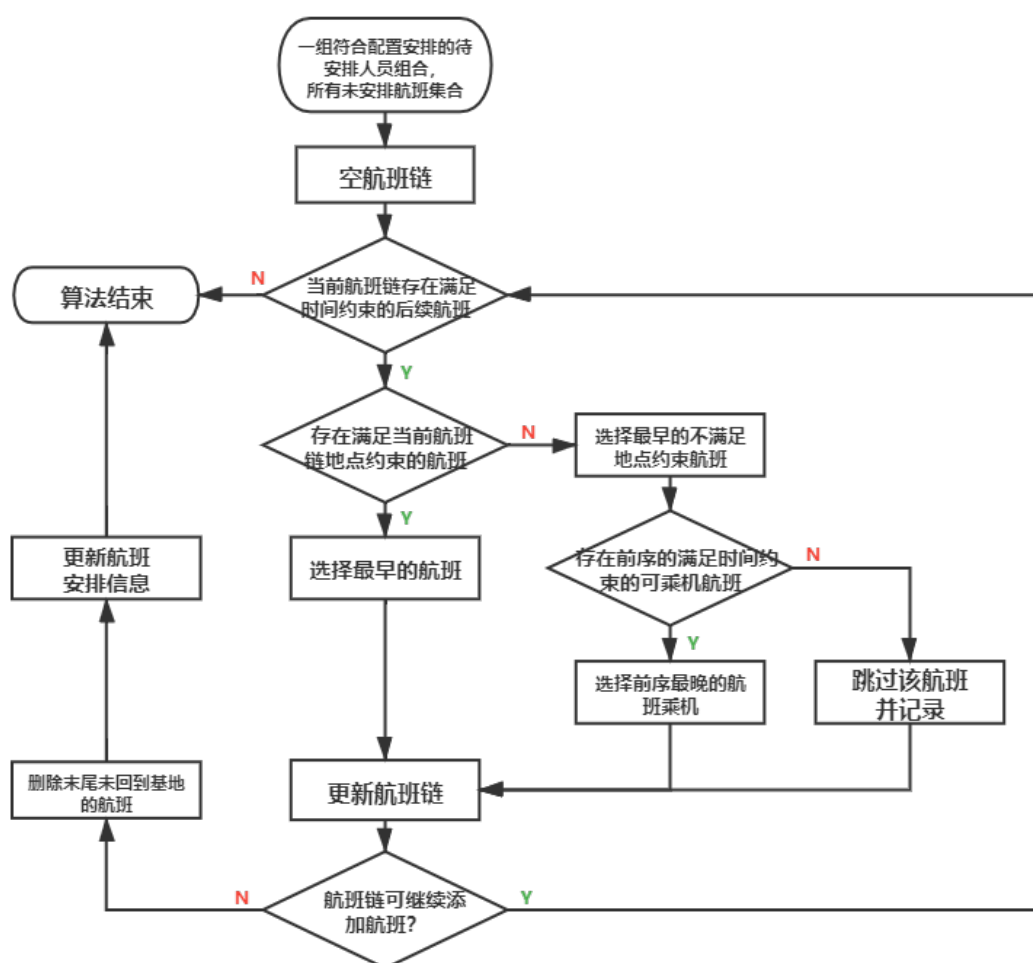 一组符合配置安排的待
安排人员组合，
所有未安排航班集合
空航班链
当前航班链存在满足
时间约束的后续航班
N
算法结束
Y
存在满足当前航班
链地点约束的航班
N
选择最早的不满足
地点约束航班
Y
选择最早的航班
存在前序的满足时间约
束的可乘机航班
N
更新航班
安排信息
Y
选择前序最晚的航
班乘机
跳过该航班
并记录
更新航班链
删除末尾未回到基地
的航班
航班链可继续添
加航班？
N
Y